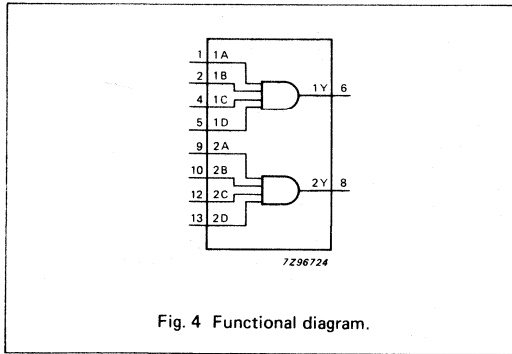 1 1A
2 1B
1Y 6
4 1C
5 1D
9 2A
10 2B
2Y 8
12 2C
13 2D
7Z96724
Fig. 4 Functional diagram.